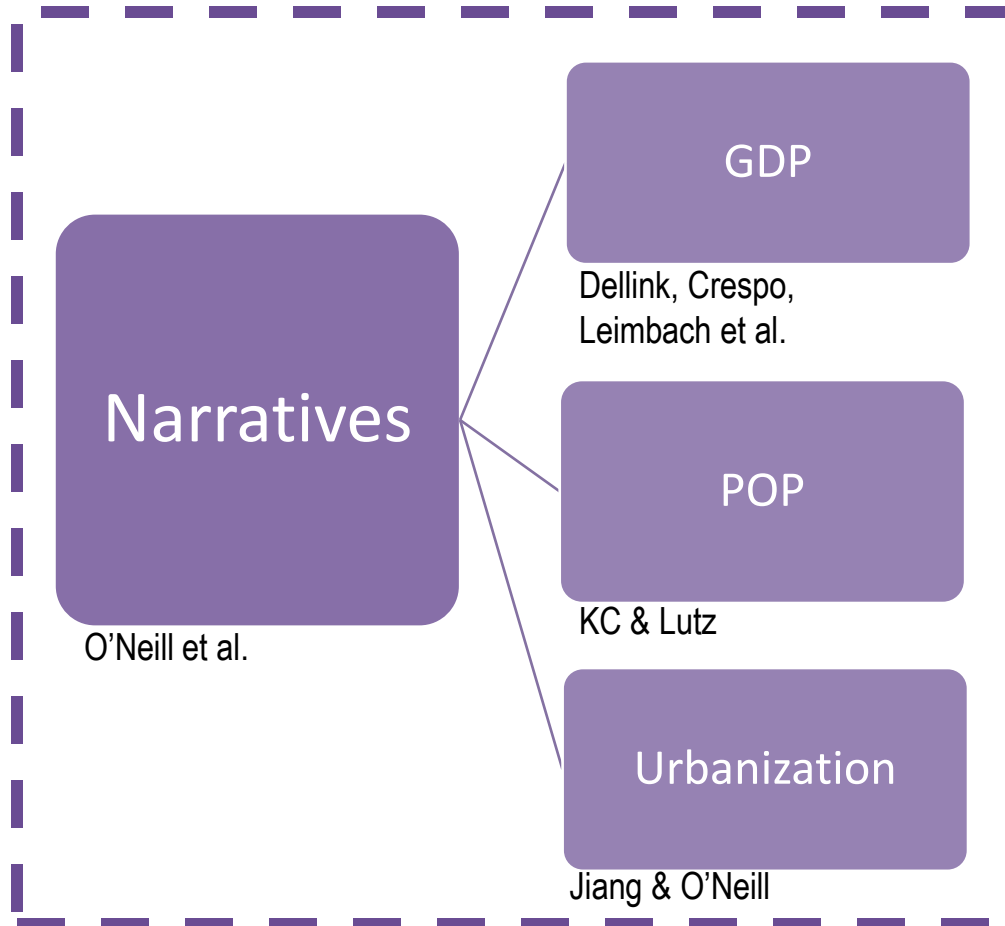 GDP
Dellink, Crespo,
Leimbach et al.
Narratives
O’Neill et al.
POP
KC & Lutz
Urbanization
Jiang & O’Neill